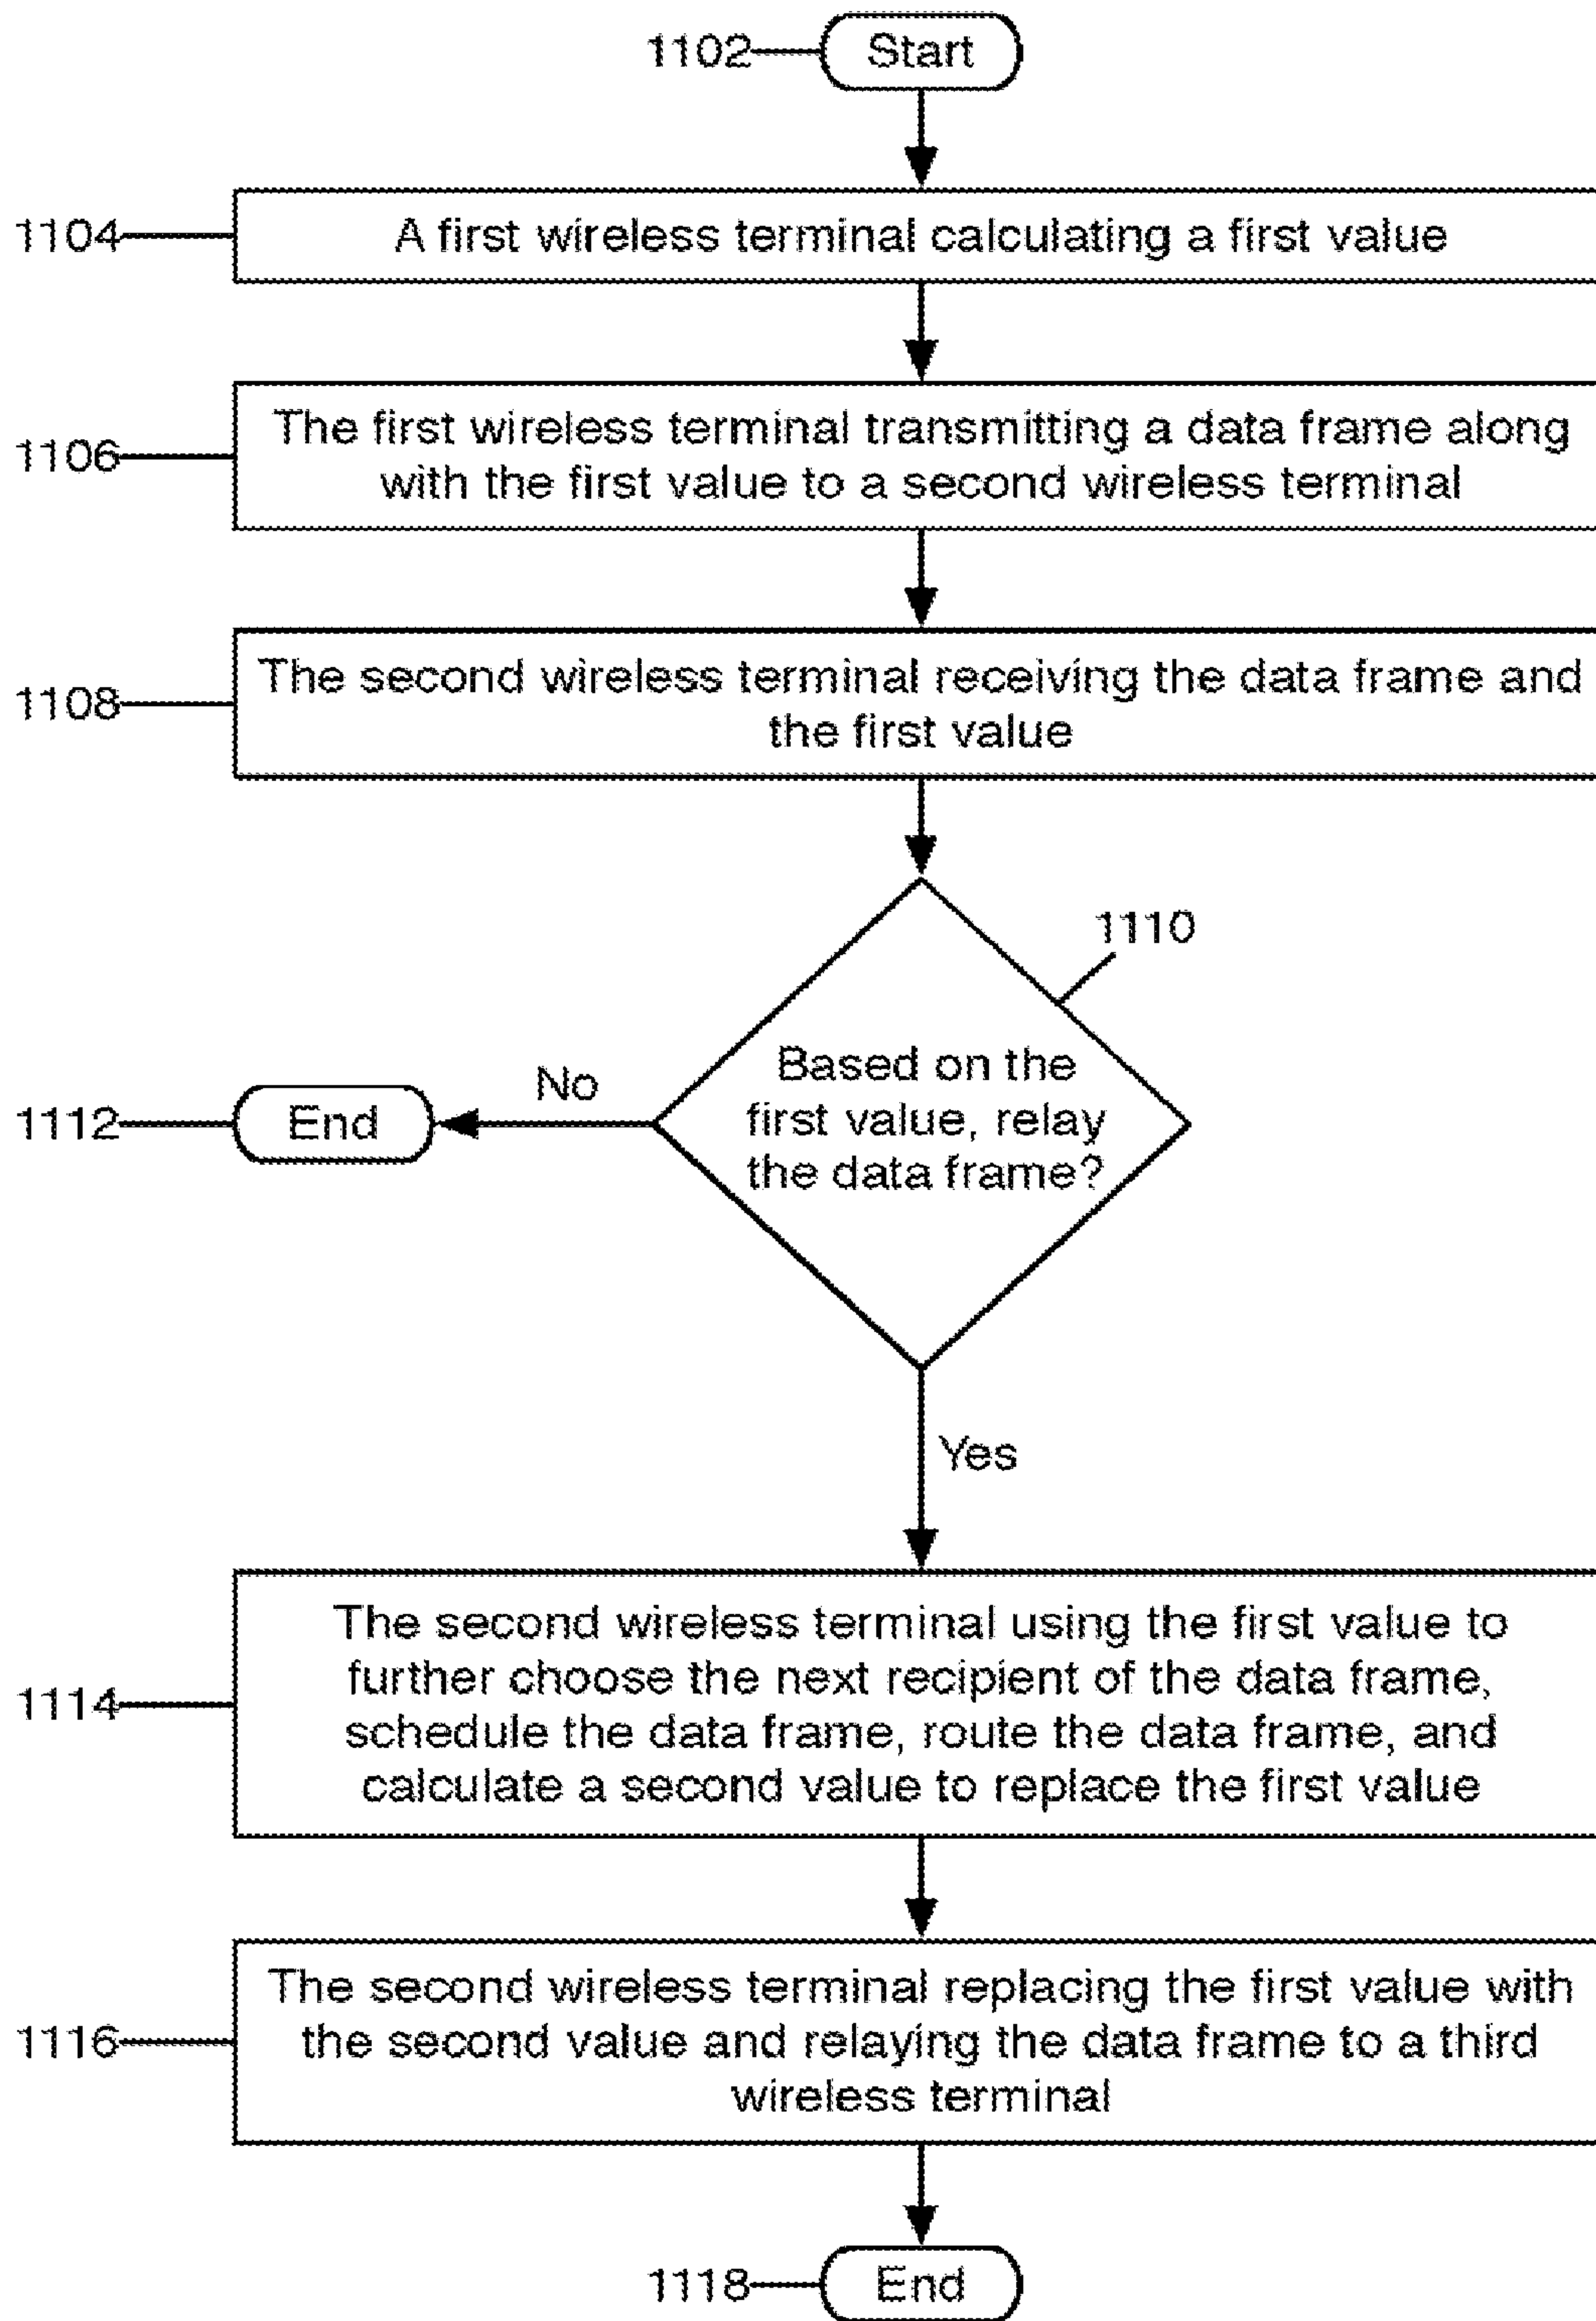 1102
Start
1104
A first wireless terminal calculating a first value
1106
The first wireless terminal transmitting a data frame along
with the first value to a second wireless terminal
1108
The second wireless terminal receiving the data frame and
the first value
1110
Based on the
first value, relay
the data frame?
No
1112
End
Yes
1114
The second wireless terminal using the first value to
further choose the next recipient of the data frame,
schedule the data frame, route the data frame, and
calculate a second value to replace the first value
1116
The second wireless terminal replacing the first value with
the second value and relaying the data frame to a third
wireless terminal
1118
End